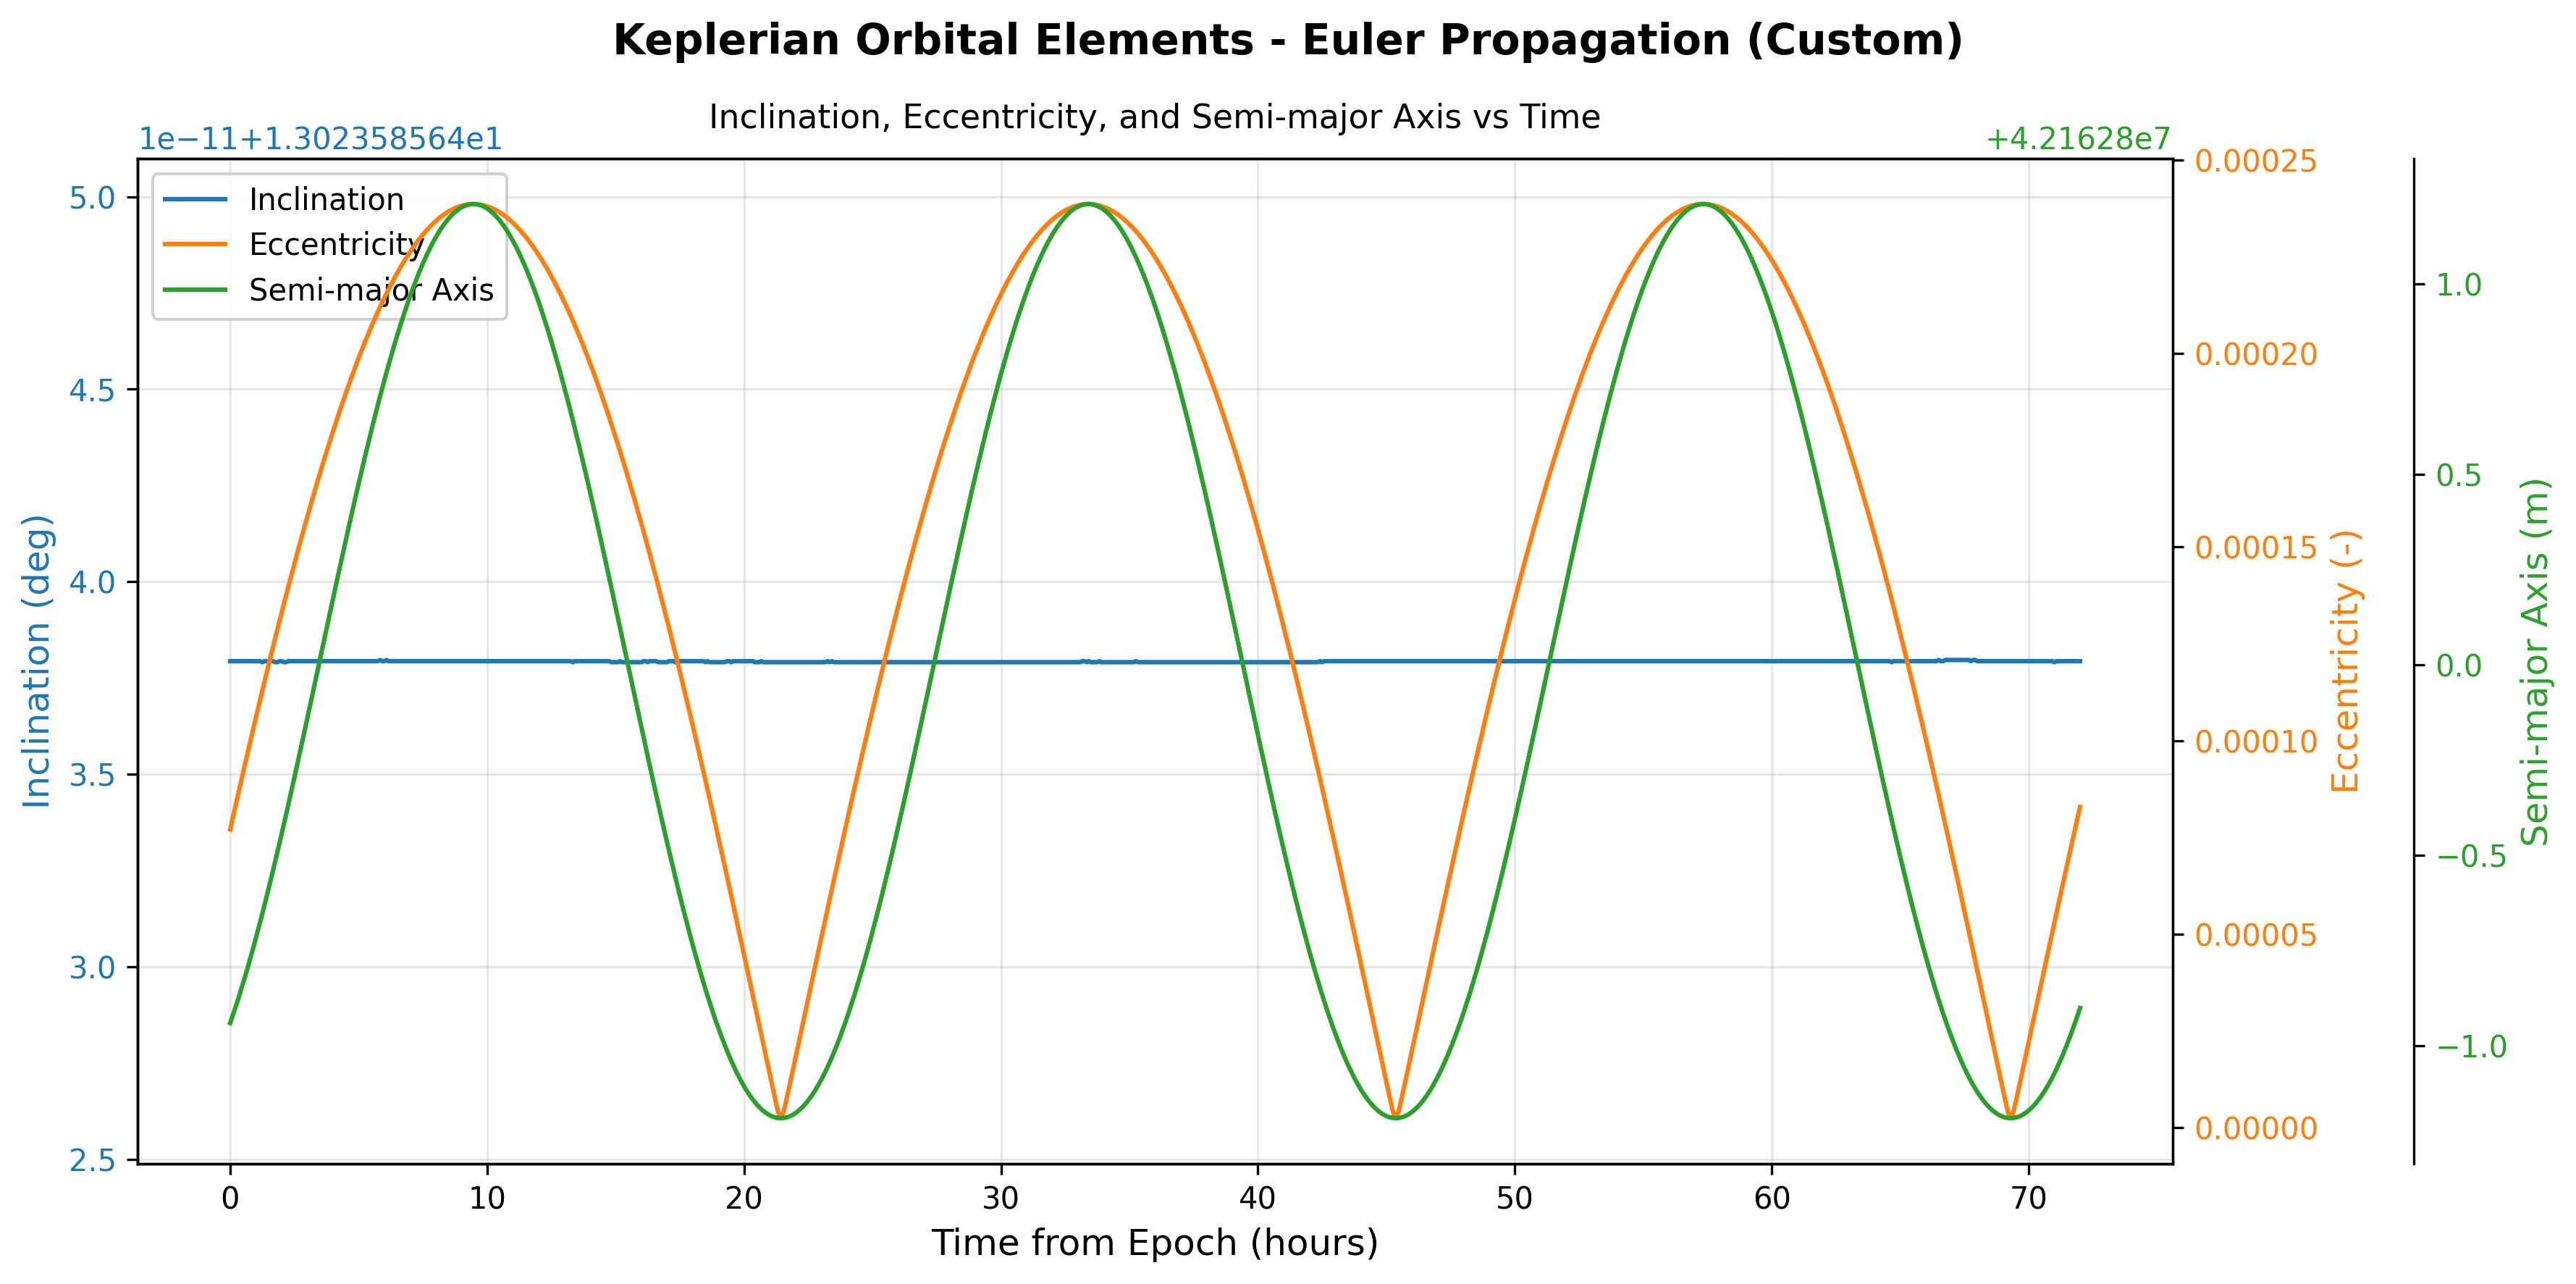 Keplerian Orbital Elements - Euler Propagation (Custom)
Inclination, Eccentricity, and Semi-major Axis vs Time
1e−11+1.302358564e1
+4.21628e7
Inclination
Eccentricity
Semi-major Axis
5.0
4.5
4.0
3.5
3.0
2.5
Inclination (deg)
0.00025
0.00020
0.00015
0.00010
0.00005
0.00000
Eccentricity (-)
1.0
0.5
0.0
−0.5
−1.0
Semi-major Axis (m)
0 10 20 30 40 50 60 70
Time from Epoch (hours)